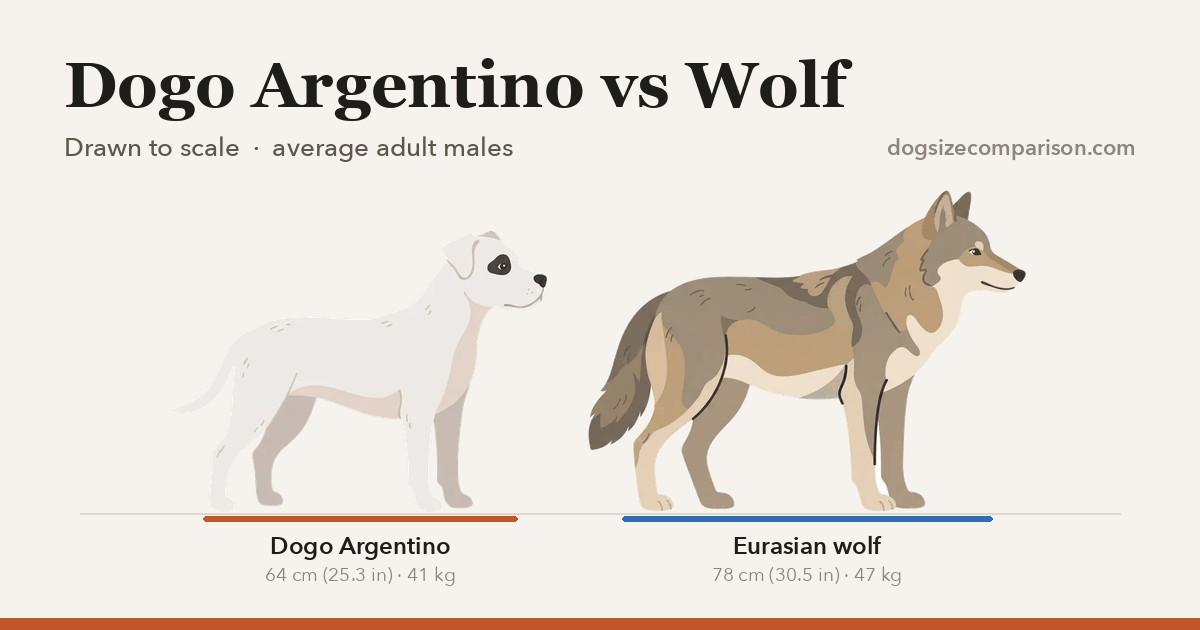 Dogo Argentino vs Wolf
Drawn to scale · average adult males
dogsizecomparison.com
Dogo Argentino
64 cm (25.3 in) · 41 kg
Eurasian wolf
78 cm (30.5 in) · 47 kg